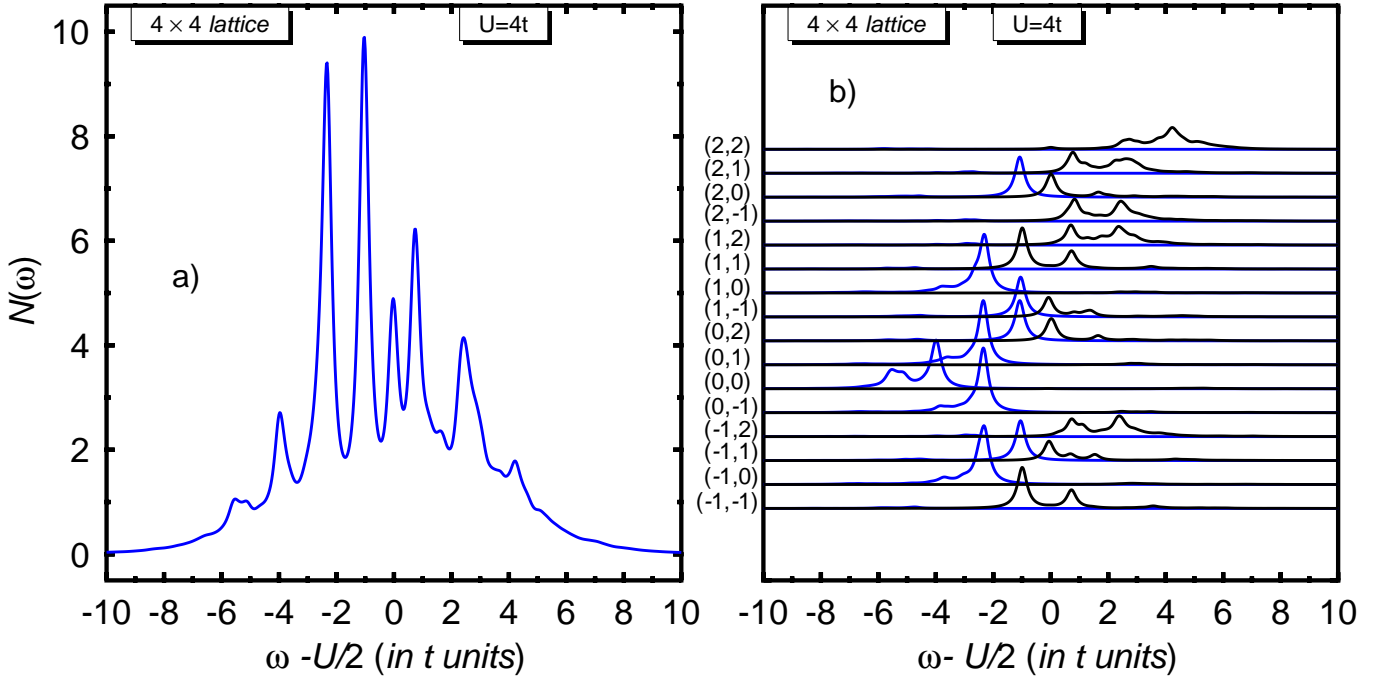 4 × 4 lattice
U=4t
a)
N(ω)
10
8
6
4
2
0
-10 -8 -6 -4 -2 0 2 4 6 8 10
ω -U/2 (in t units)
4 × 4 lattice
U=4t
b)
(2,2)
(2,1)
(2,0)
(2,-1)
(1,2)
(1,1)
(1,0)
(1,-1)
(0,2)
(0,1)
(0,0)
(0,-1)
(-1,2)
(-1,1)
(-1,0)
(-1,-1)
-10 -8 -6 -4 -2 0 2 4 6 8 10
ω- U/2 (in t units)